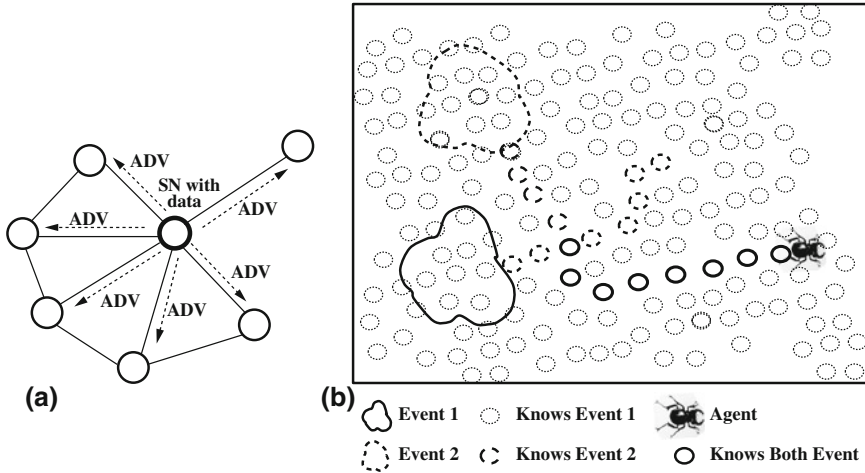 ADV
SN with
data
ADV
ADV
ADV
ADV
ADV
(a)
(b)
Event 1
Knows Event 1
Agent
Event 2
Knows Event 2
Knows Both Event